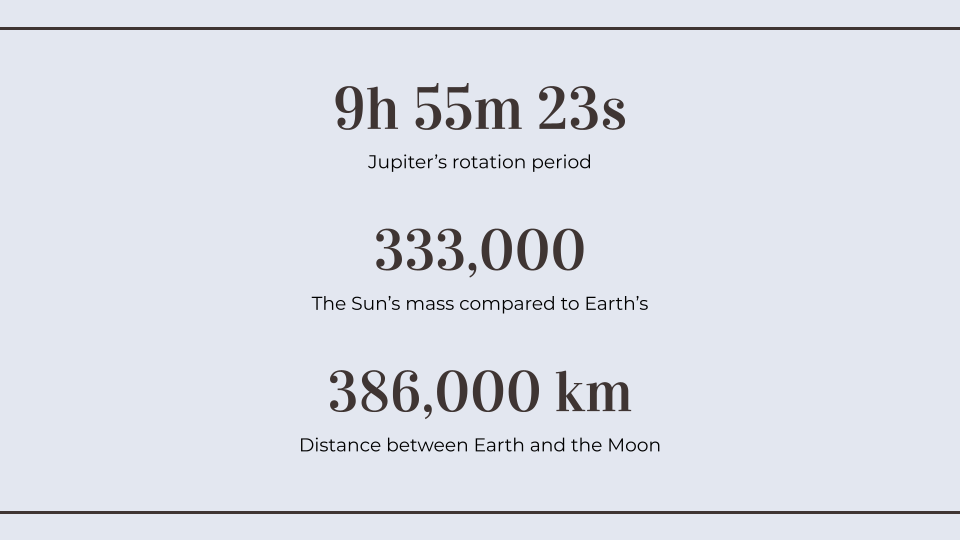 9h 55m 23s
Jupiter’s rotation period
333,000
The Sun’s mass compared to Earth’s
386,000 km
Distance between Earth and the Moon